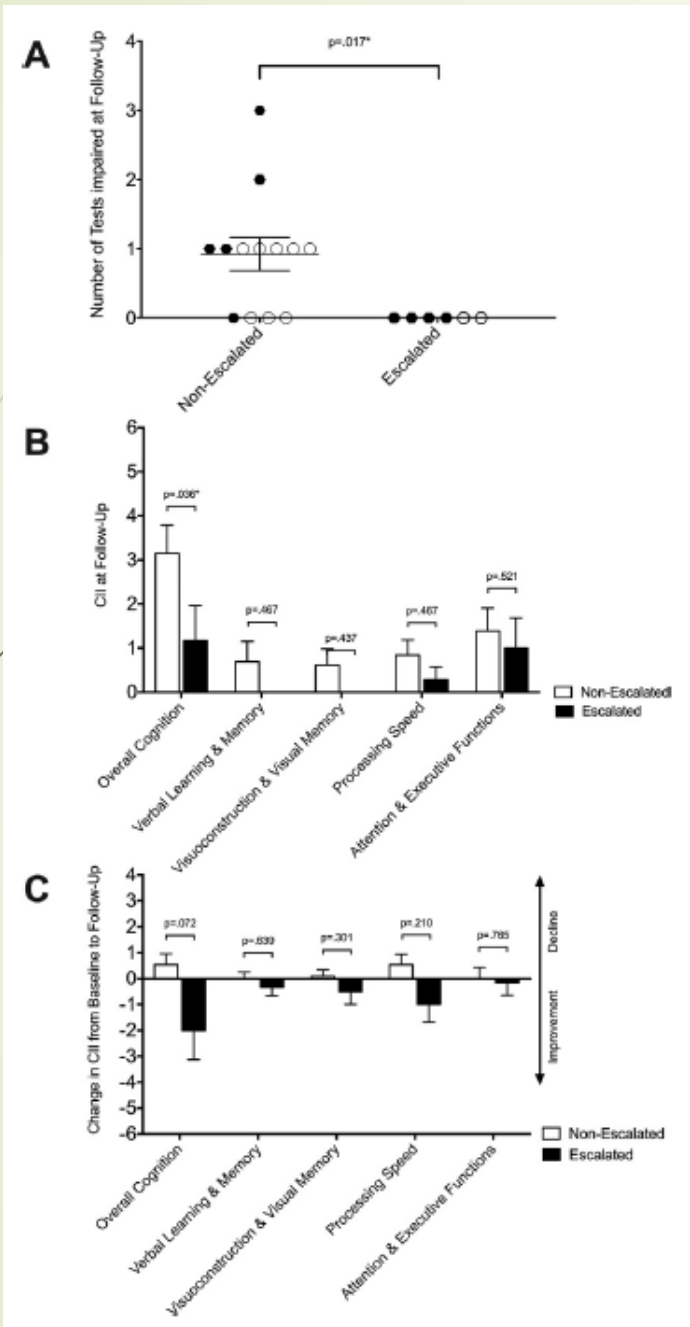 A
p=.017*
Number of Tests impaired at Follow-Up
4
3
2
1
0
Non-Escalated
Escalated
B
CII at Follow-Up
6
5
4
3
2
1
0
p=.036*
p=.467
p=.437
p=.467
p=.521
Overall Cognition
Verbal Learning & Memory
Visuoconstruction & Visual Memory
Processing Speed
Attention & Executive Functions
Non-Escalated
Escalated
C
Change in CII from Baseline to Follow-Up
4
3
2
1
0
-1
-2
-3
-4
-5
-6
p=.072
p=.639
p=.301
p=.210
p=.765
Decline
Improvement
Overall Cognition
Verbal Learning & Memory
Visuoconstruction & Visual Memory
Processing Speed
Attention & Executive Functions
Non-Escalated
Escalated